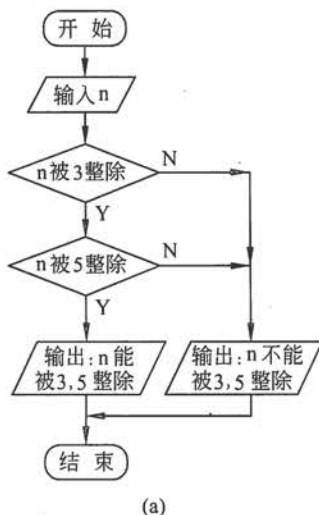 开 始
输入n
n被3整除
N
Y
n被5整除
N
Y
输出:n能
被3,5整除
输出:n不能
被3,5整除
结 束
(a)